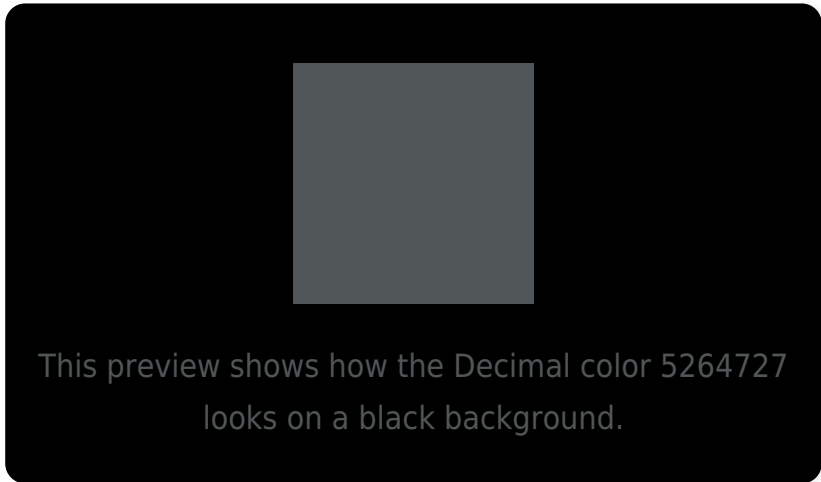 This preview shows how the Decimal color 5264727
looks on a black background.